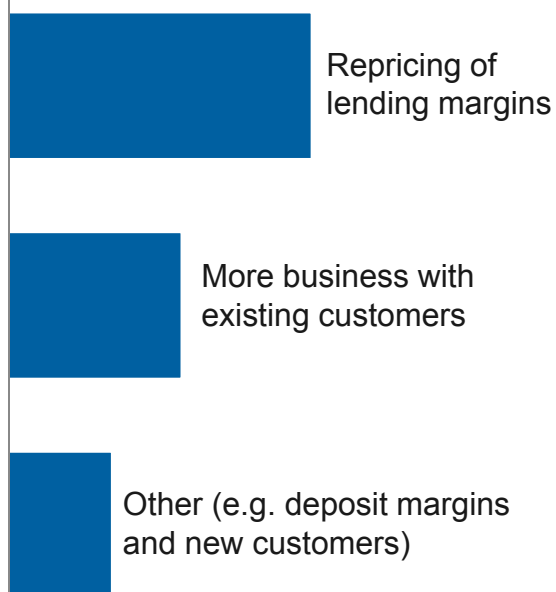 Repricing of
lending margins
More business with
existing customers
Other (e.g. deposit margins
and new customers)